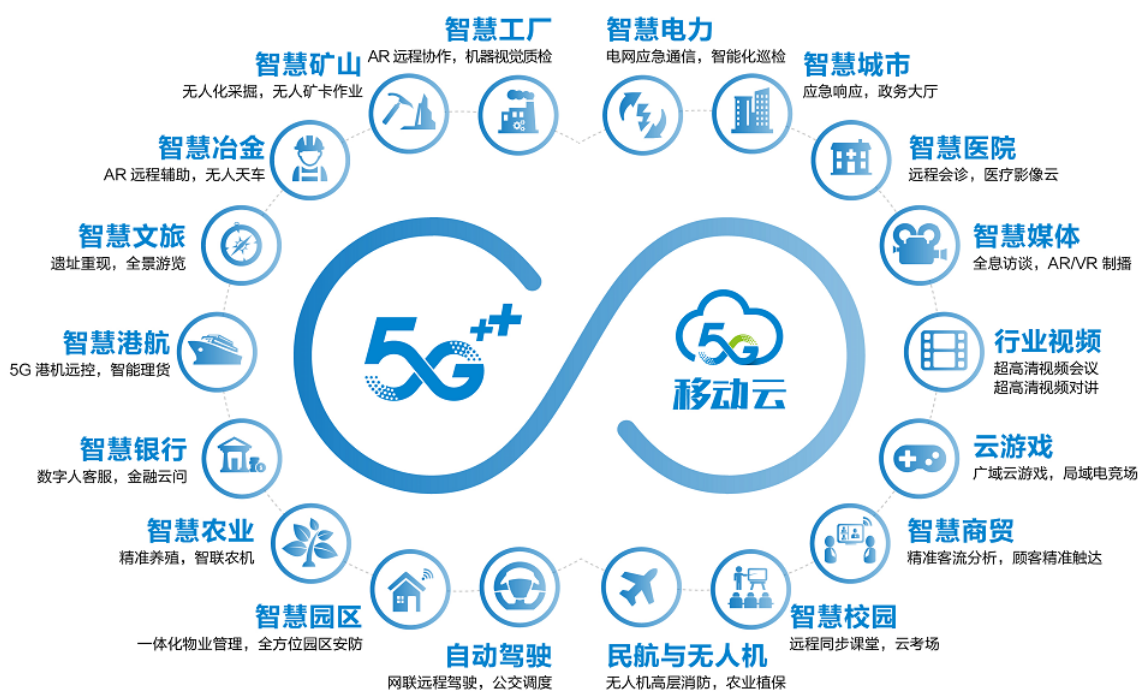 智慧工厂
AR 远程协作，机器视觉质检
智慧电力
电网应急通信，智能化巡检
智慧矿山
无人化采掘，无人矿卡作业
智慧城市
应急响应，政务大厅
智慧冶金
AR 远程辅助，无人天车
智慧医院
远程会诊，医疗影像云
智慧文旅
遗址重现，全景游览
智慧媒体
全息访谈，AR/VR 制播
智慧港航
5G 港机远控，智能理货
5G++
5G
移动云
行业视频
超高清视频会议
超高清视频对讲
智慧银行
数字人客服，金融云问
云游戏
广域云游戏，局域电竞场
智慧农业
精准养殖，智联农机
智慧商贸
精准客流分析，顾客精准触达
智慧园区
一体化物业管理，全方位园区安防
智慧校园
远程同步课堂，云考场
自动驾驶
网联远程驾驶，公交调度
民航与无人机
无人机高层消防，农业植保